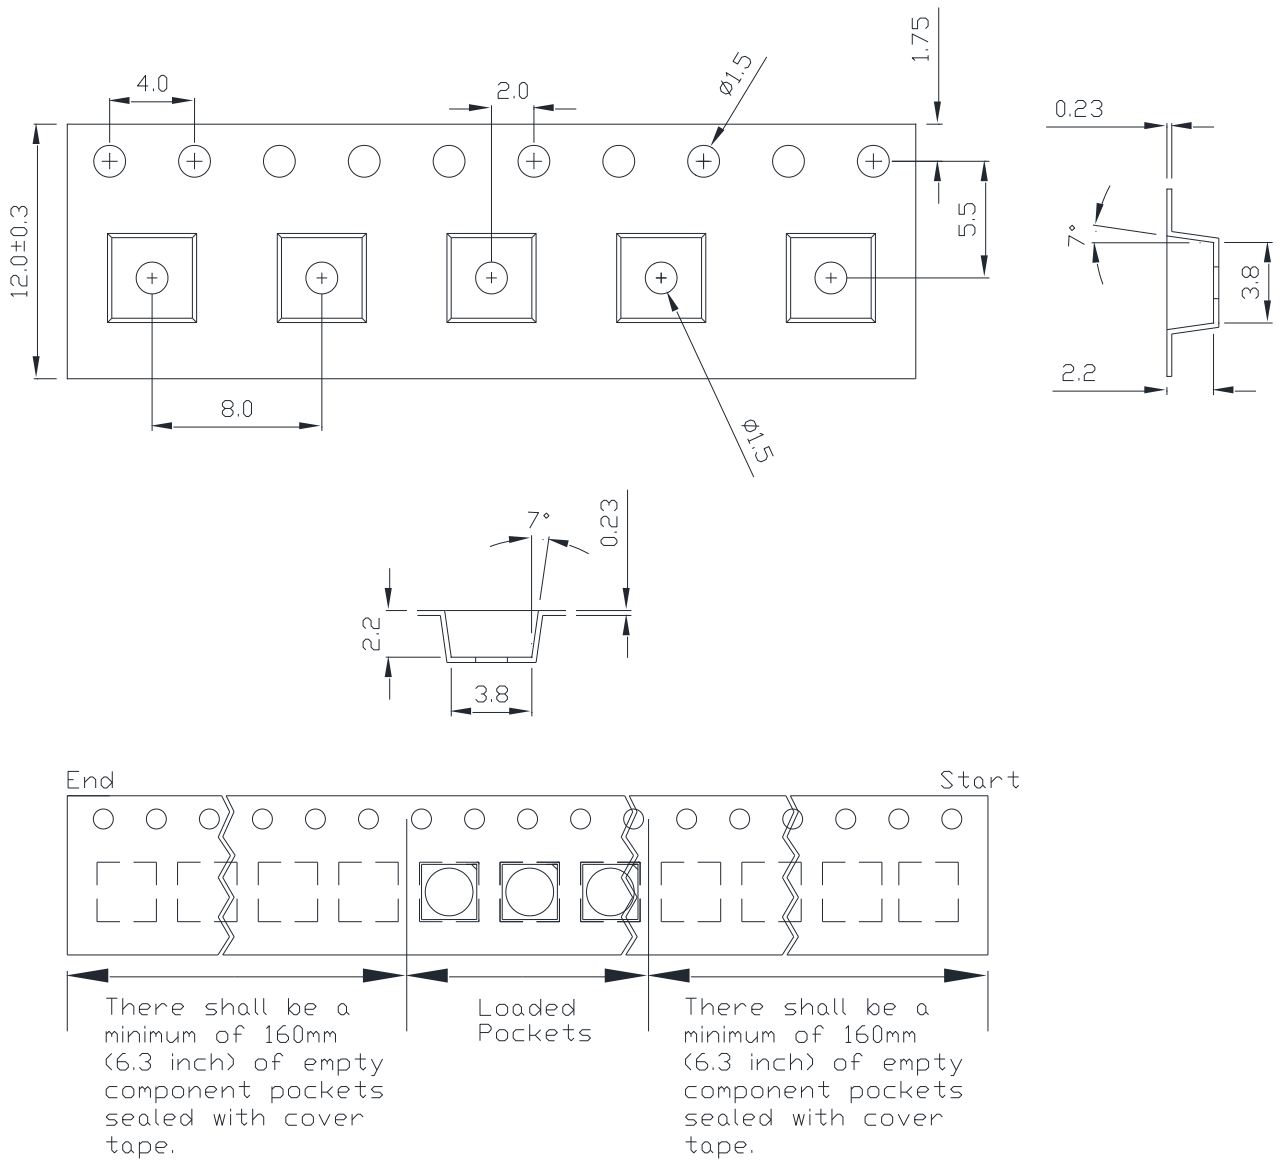 1.75
4.0
2.0
Ø1.5
0.23
12.0±0.3
5.5
7°
3.8
2.2
8.0
Ø1.5
7°
0.23
2.2
3.8
End
Start
There shall be a
minimum of 160mm
(6.3 inch) of empty
component pockets
sealed with cover
tape.
Loaded
Pockets
There shall be a
minimum of 160mm
(6.3 inch) of empty
component pockets
sealed with cover
tape.